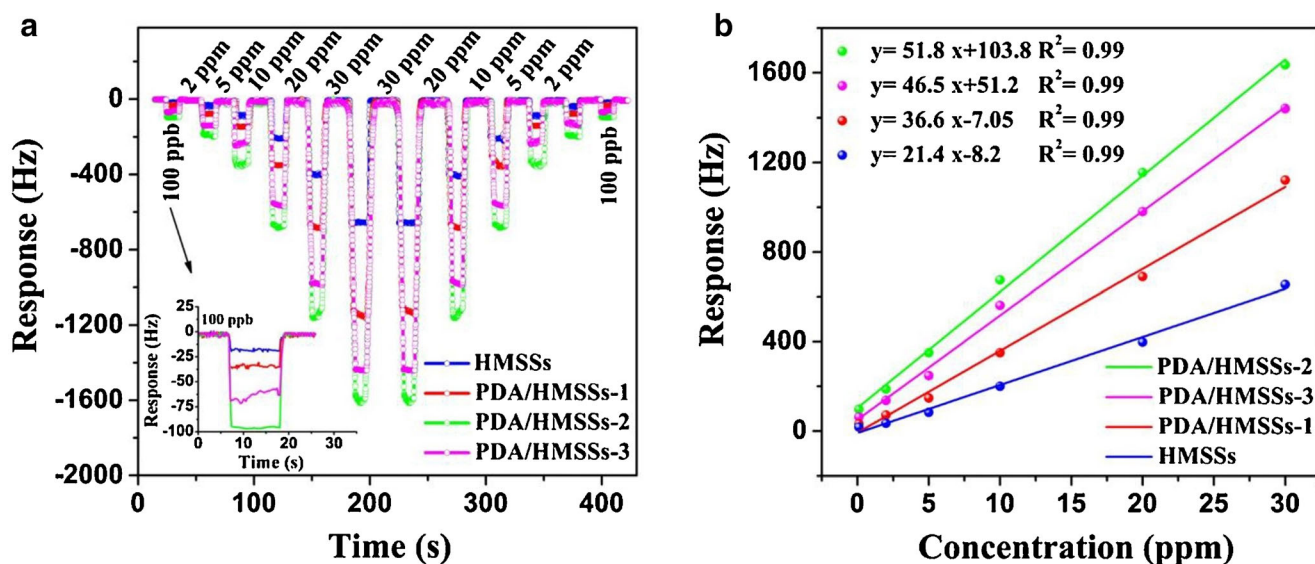 a
Response (Hz)
0
-400
-800
-1200
-1600
-2000
0
100
200
300
400
Time (s)
100 ppb
2 ppm
5 ppm
10 ppm
20 ppm
30 ppm
30 ppm
20 ppm
10 ppm
5 ppm
2 ppm
100 ppb
HMSSs
PDA/HMSSs-1
PDA/HMSSs-2
PDA/HMSSs-3
100 ppb
Response (Hz)
25
0
-25
-50
-75
-100
0
10
20
30
Time (s)
b
Response (Hz)
1600
1200
800
400
0
0
5
10
15
20
25
30
Concentration (ppm)
y= 51.8 x+103.8 R²= 0.99
y= 46.5 x+51.2 R²= 0.99
y= 36.6 x-7.05 R²= 0.99
y= 21.4 x-8.2 R²= 0.99
PDA/HMSSs-2
PDA/HMSSs-3
PDA/HMSSs-1
HMSSs